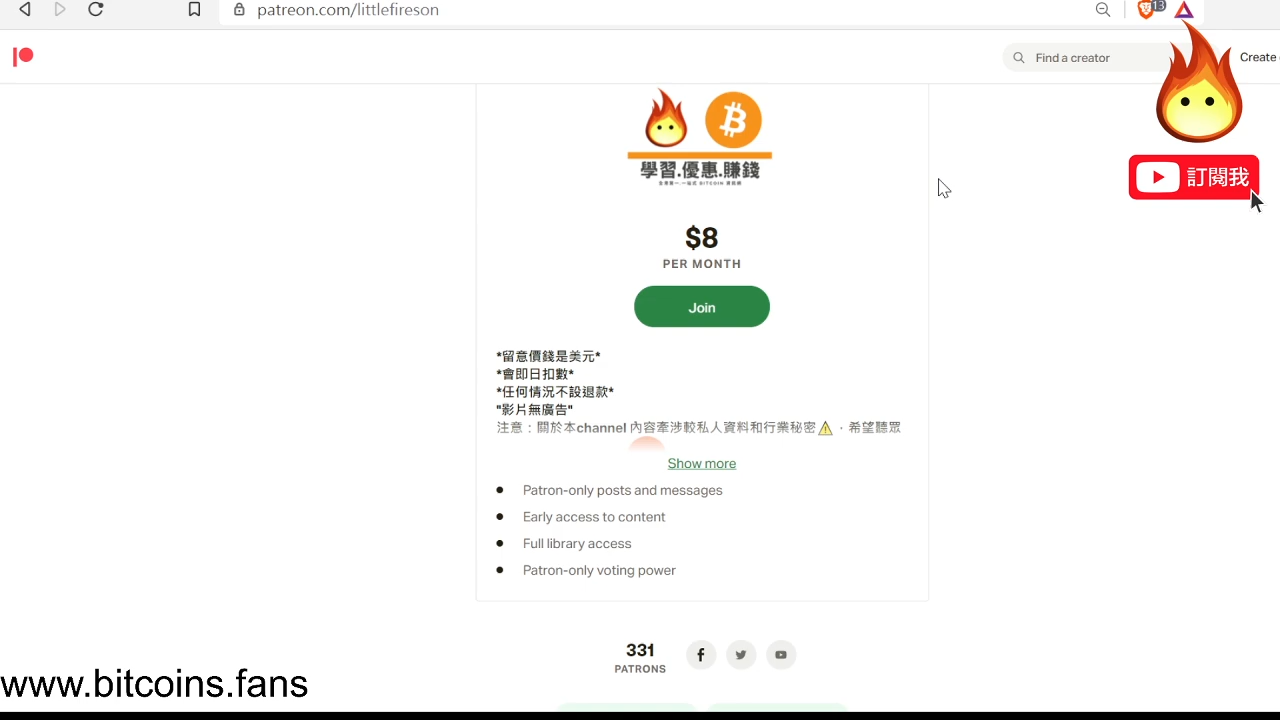 patreon.com/littlefireson
13
Find a creator
Create
訂閱我
學習.優惠.賺錢
$8
PER MONTH
Join
*留意價錢是美元*
*會即日扣數*
*任何情況不設退款*
"影片無廣告"
注意：關於本channel 內容牽涉較私人資料和行業秘密⚠️，希望聽眾
Show more
Patron-only posts and messages
Early access to content
Full library access
Patron-only voting power
331
PATRONS
www.bitcoins.fans